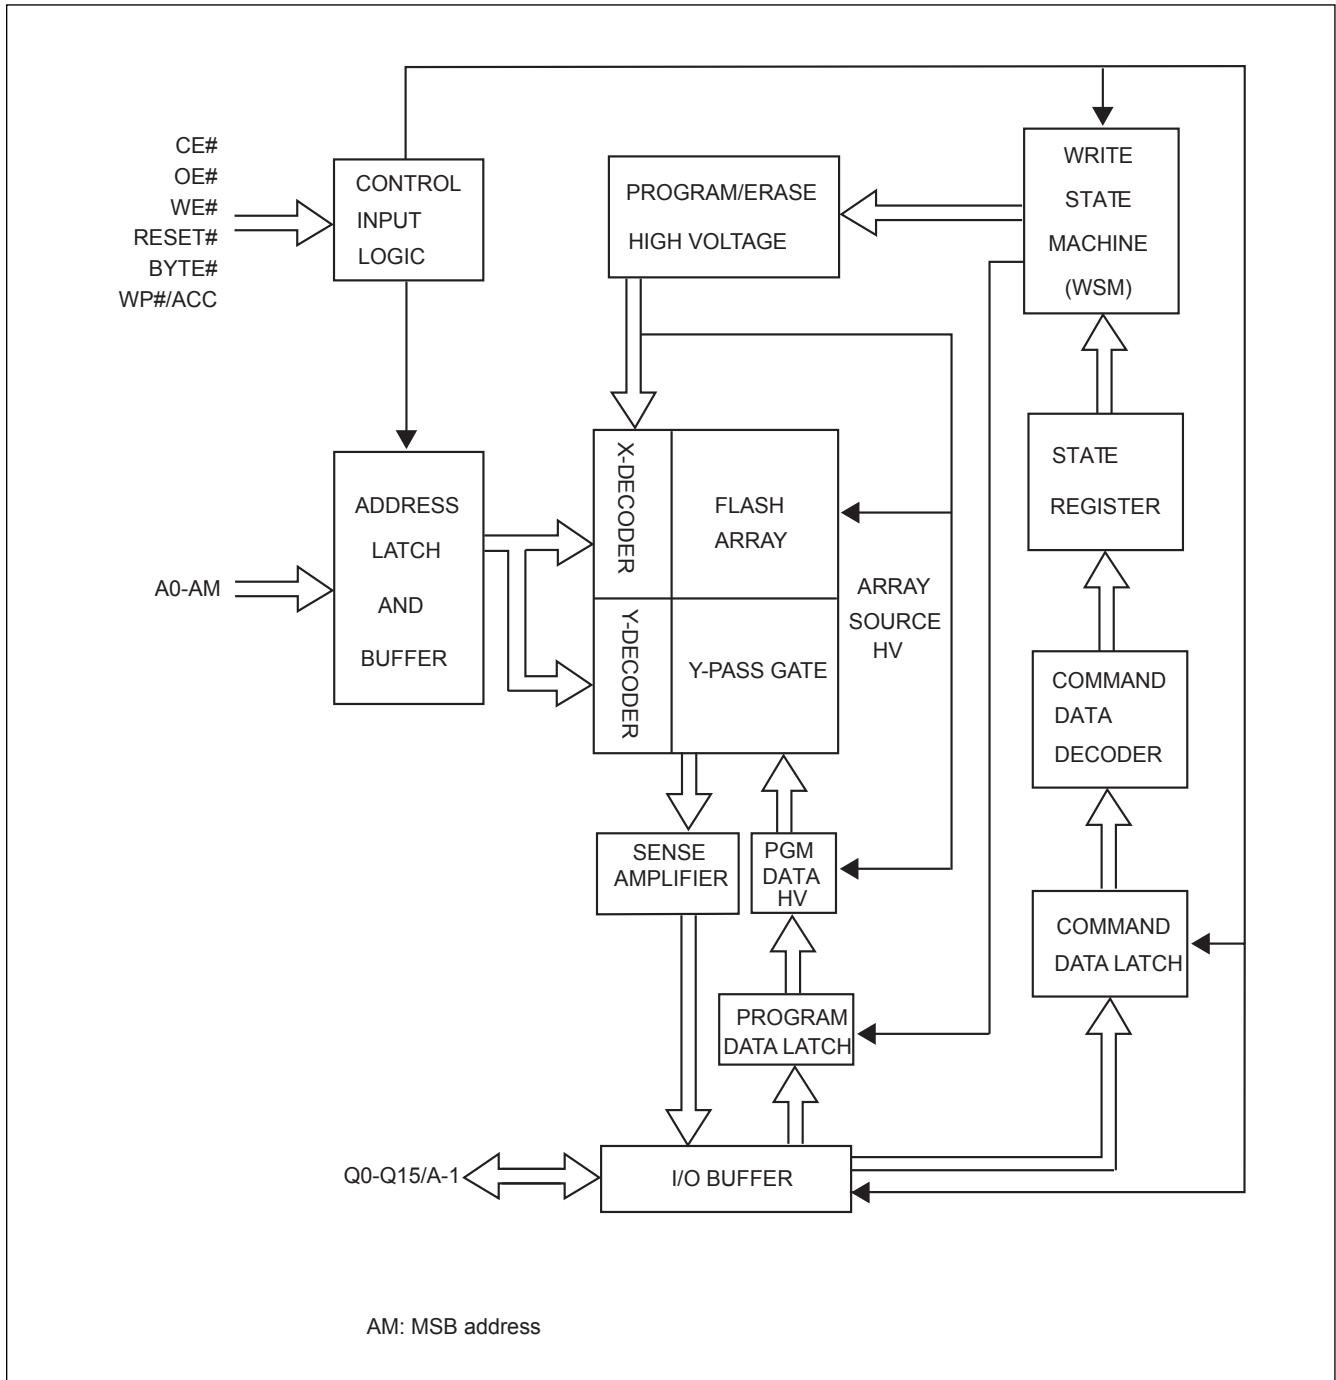 CE#
OE#
WE#
RESET#
BYTE#
WP#/ACC
CONTROL
INPUT
LOGIC
PROGRAM/ERASE
HIGH VOLTAGE
WRITE
STATE
MACHINE
(WSM)
STATE
REGISTER
A0-AM
ADDRESS
LATCH
AND
BUFFER
X-DECODER
FLASH
ARRAY
Y-DECODER
Y-PASS GATE
ARRAY
SOURCE
HV
COMMAND
DATA
DECODER
SENSE
AMPLIFIER
PGM
DATA
HV
COMMAND
DATA LATCH
PROGRAM
DATA LATCH
Q0-Q15/A-1
I/O BUFFER
AM: MSB address